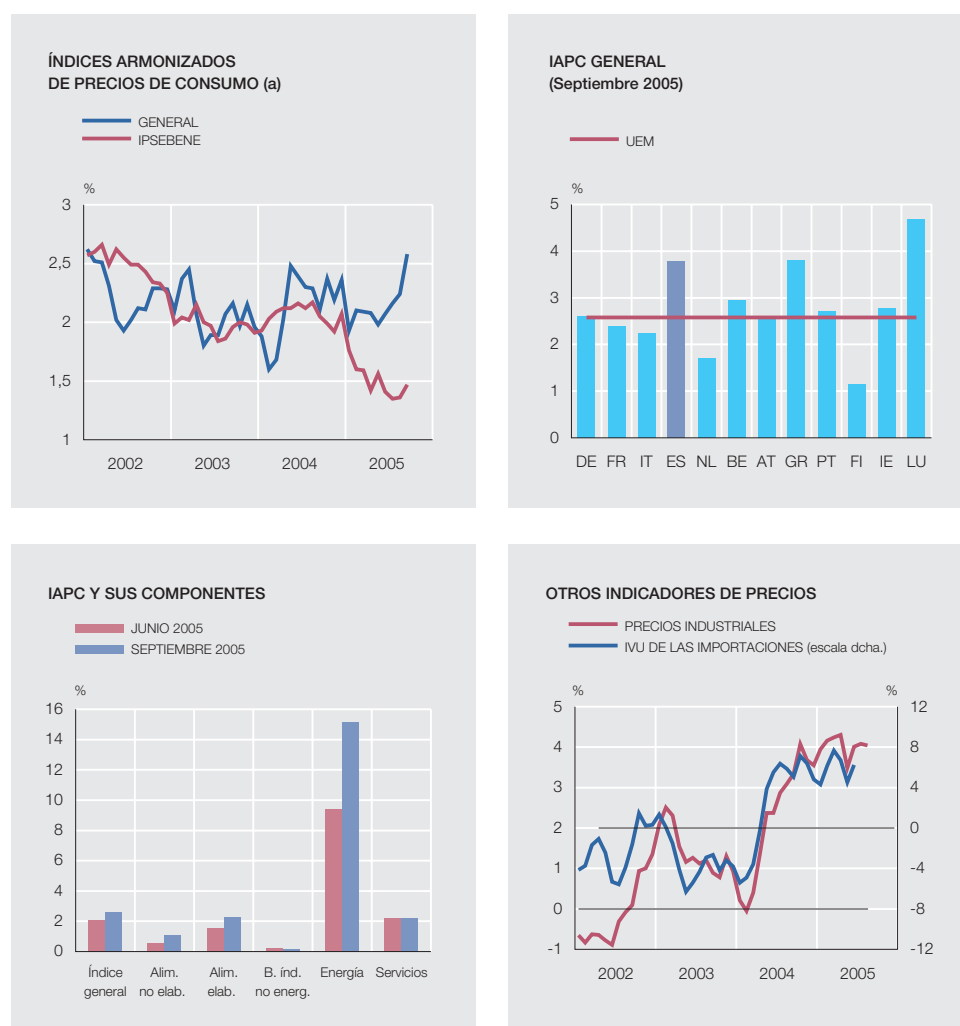 ÍNDICES ARMONIZADOS
DE PRECIOS DE CONSUMO (a)
GENERAL
IPSEBENE
%
3
2,5
2
1,5
1
2002 2003 2004 2005
IAPC GENERAL
(Septiembre 2005)
UEM
%
5
4
3
2
1
0
DE FR IT ES NL BE AT GR PT FI IE LU
IAPC Y SUS COMPONENTES
JUNIO 2005
SEPTIEMBRE 2005
%
16
14
12
10
8
6
4
2
0
Índice Alim. Alim. B. índ. Energía Servicios
general no elab. elab. no energ.
OTROS INDICADORES DE PRECIOS
PRECIOS INDUSTRIALES
IVU DE LAS IMPORTACIONES (escala dcha.)
% %
5 12
4 8
3 4
2 0
1 -4
0 -8
-1 -12
2002 2003 2004 2005